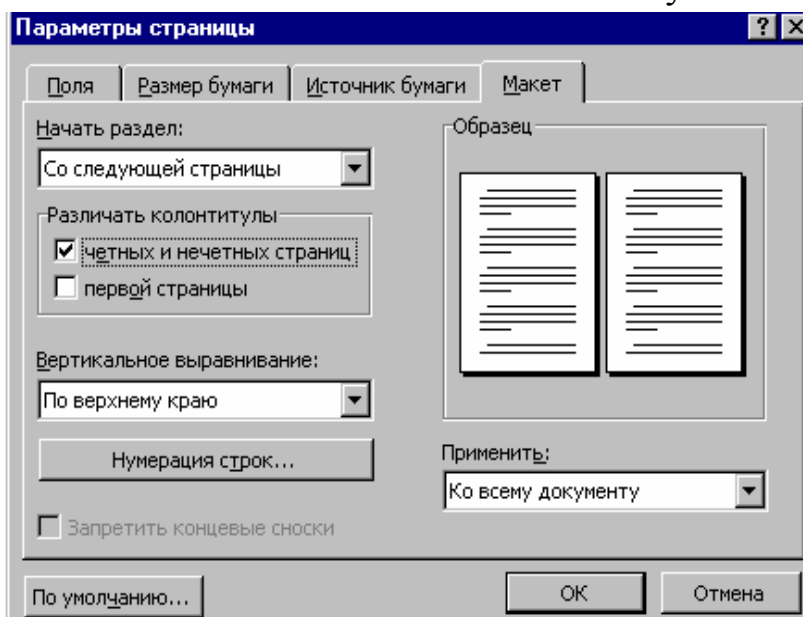 Параметры страницы
Поля Размер бумаги Источник бумаги Макет
Начать раздел:
Со следующей страницы
Различать колонтитулы
четных и нечетных страниц
первой страницы
Вертикальное выравнивание:
По верхнему краю
Нумерация строк...
Запретить концевые сноски
Образец
Применить:
Ко всему документу
По умолчанию... ОК Отмена